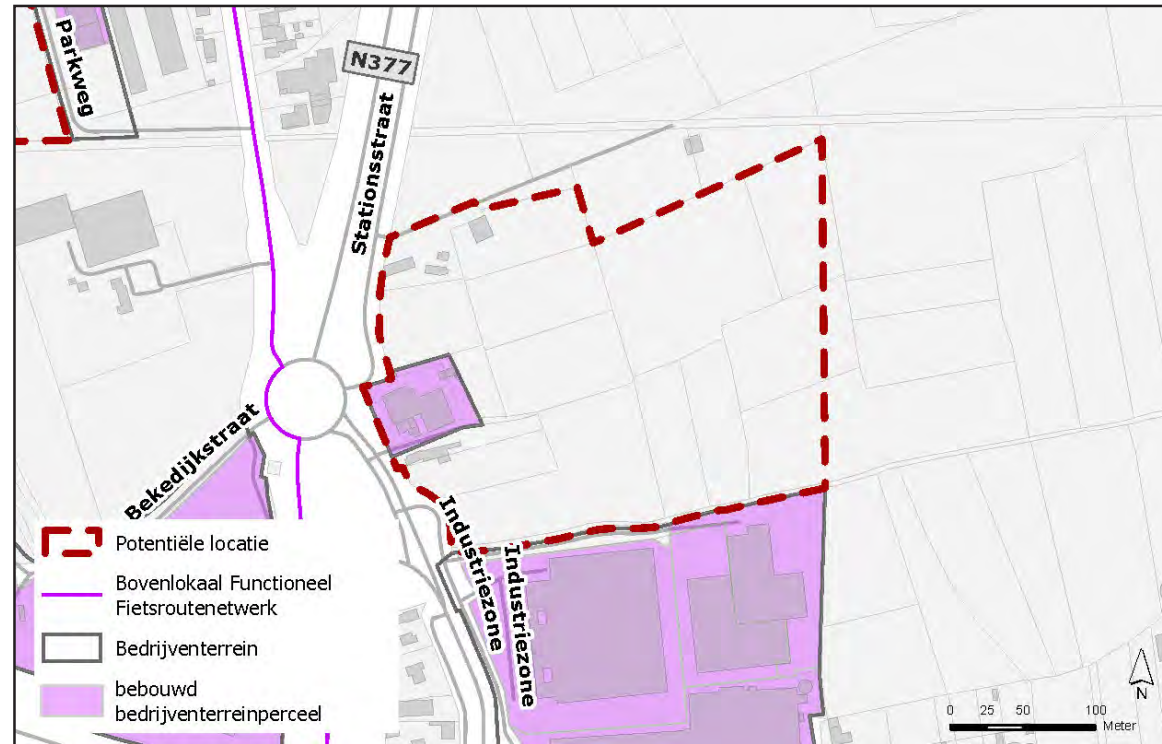 Parkweg
N377
Stationsstraat
Bekedijkstraat
Industriezone
Industriezone
Potentiële locatie
Bovenlokaal Functioneel
Fietsroutenetwerk
Bedrijventerrein
bebouwd
bedrijventerreinperceel
N
0 25 50 100
Meter